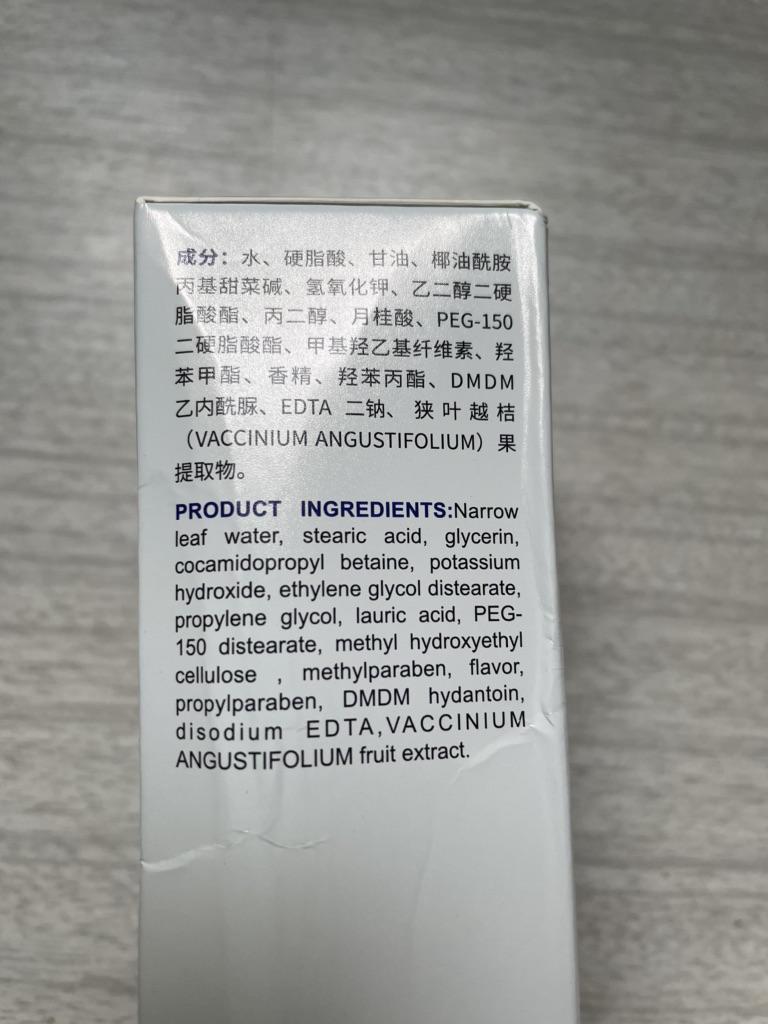 成分：水、硬脂酸、甘油、椰油酰胺
丙基甜菜碱、氢氧化钾、乙二醇二硬
脂酸酯、丙二醇、月桂酸、PEG-150
二硬脂酸酯、甲基羟乙基纤维素、羟
苯甲酯、香精、羟苯丙酯、DMDM
乙内酰脲、EDTA 二钠、狭叶越桔
（VACCINIUM ANGUSTIFOLIUM）果
提取物。
PRODUCT INGREDIENTS:Narrow
leaf water, stearic acid, glycerin,
cocamidopropyl betaine, potassium
hydroxide, ethylene glycol distearate,
propylene glycol, lauric acid, PEG-
150 distearate, methyl hydroxyethyl
cellulose , methylparaben, flavor,
propylparaben, DMDM hydantoin,
disodium EDTA,VACCINIUM
ANGUSTIFOLIUM fruit extract.